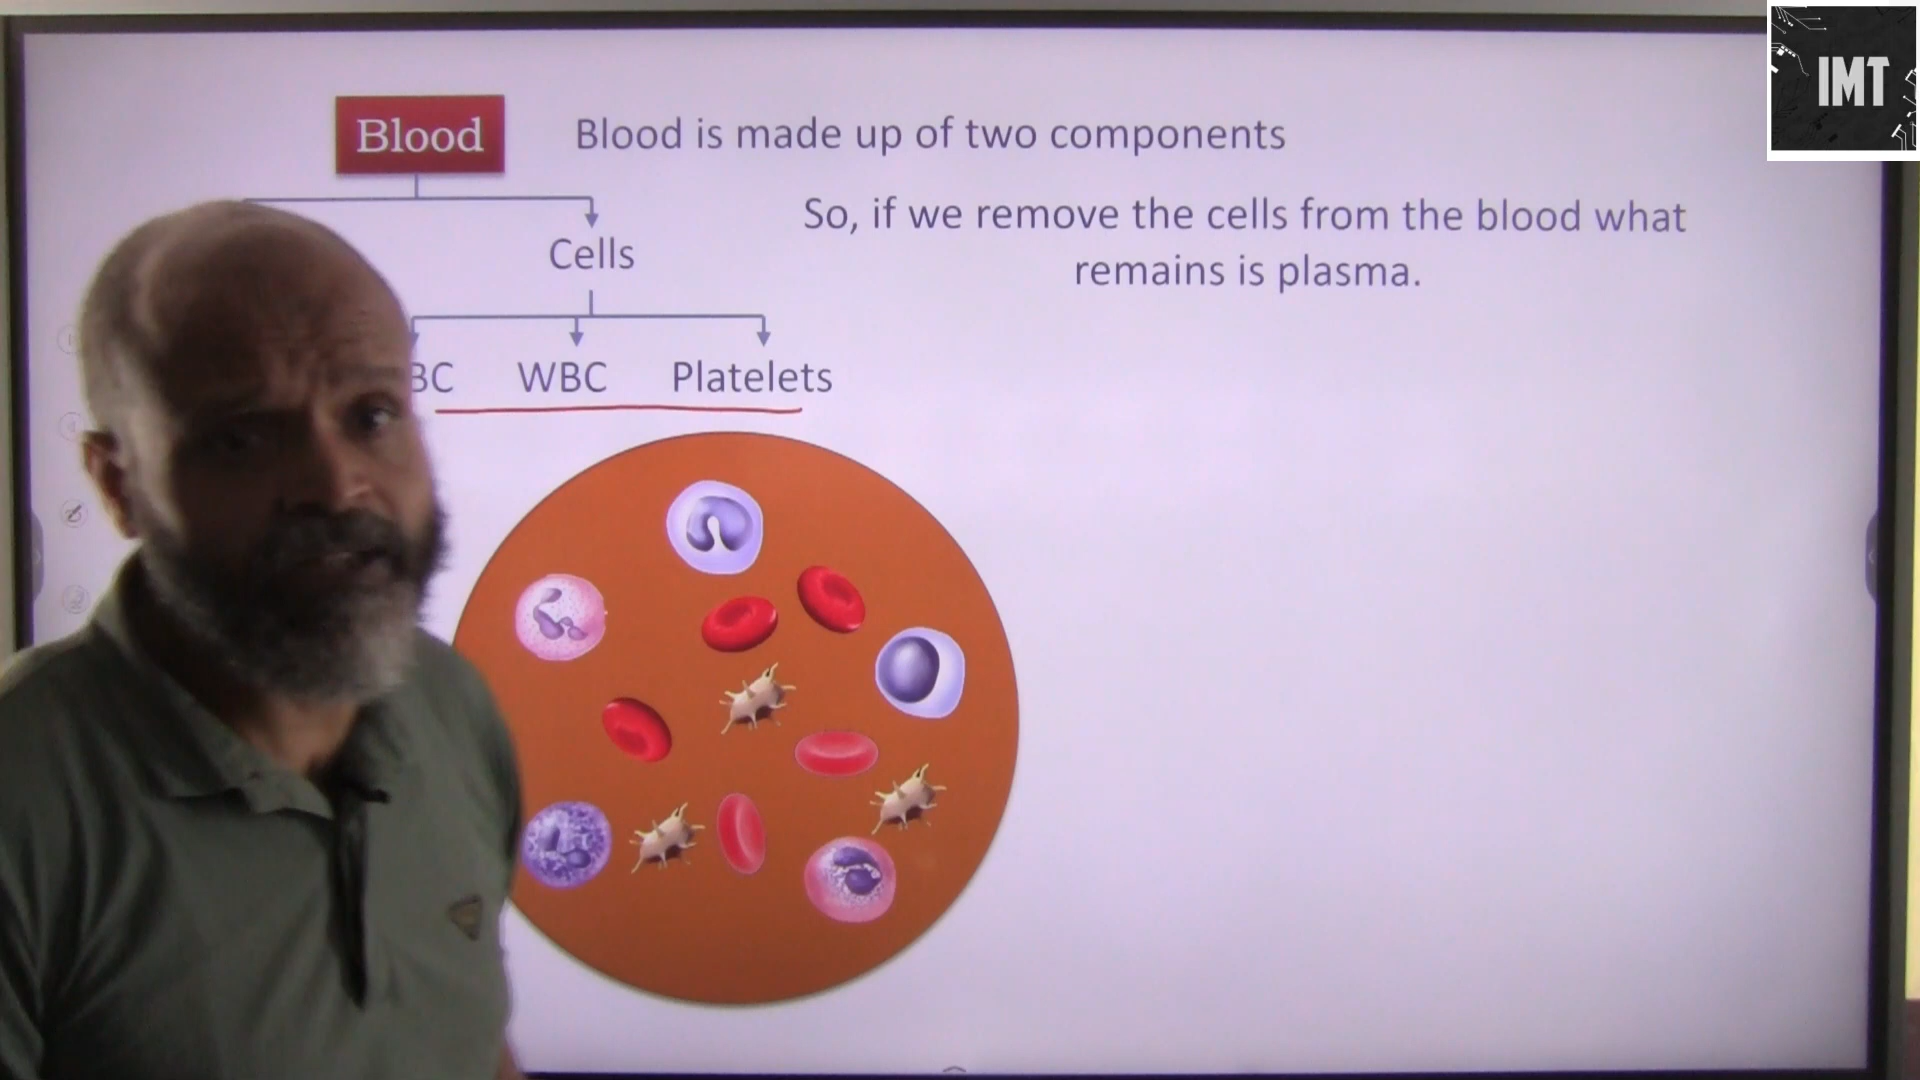 IMT
Blood
Blood is made up of two components
So, if we remove the cells from the blood what
remains is plasma.
Cells
BC WBC Platelets